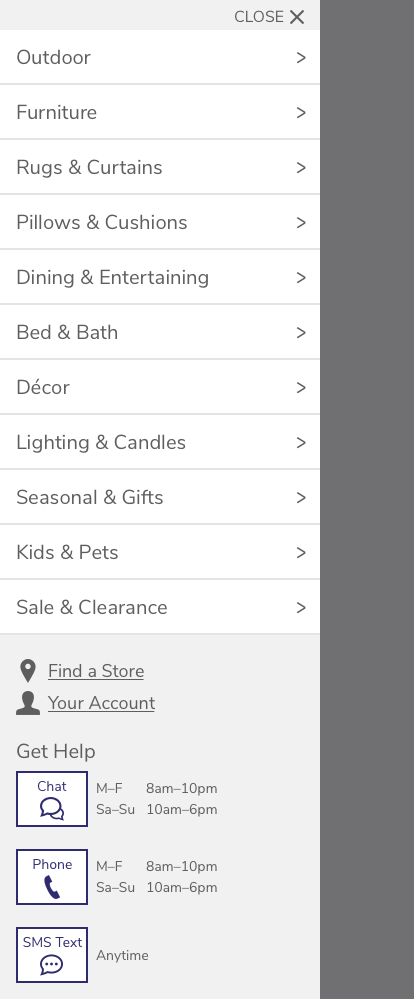 CLOSE
Outdoor
Furniture
Rugs & Curtains
Pillows & Cushions
Dining & Entertaining
Bed & Bath
Décor
Lighting & Candles
Seasonal & Gifts
Kids & Pets
Sale & Clearance
Find a Store
Your Account
Get Help
Chat
M–F 8am–10pm
Sa–Su 10am–6pm
Phone
M–F 8am–10pm
Sa–Su 10am–6pm
SMS Text
Anytime